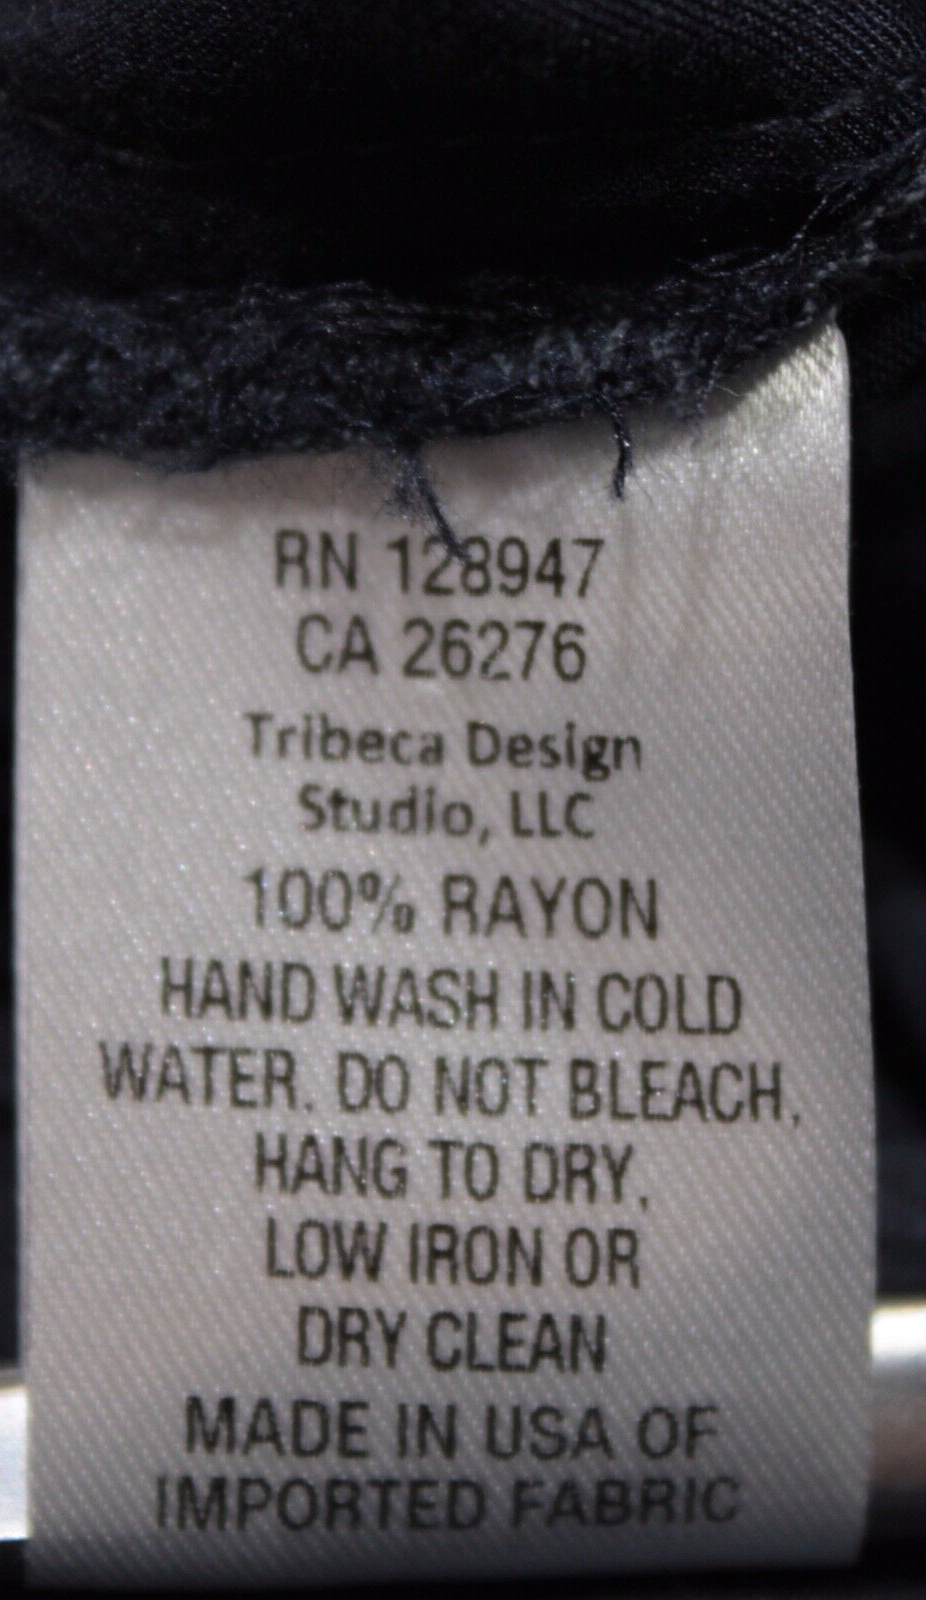 RN 128947
CA 26276
Tribeca Design
Studio, LLC
100% RAYON
HAND WASH IN COLD
WATER. DO NOT BLEACH,
HANG TO DRY,
LOW IRON OR
DRY CLEAN
MADE IN USA OF
IMPORTED FABRIC